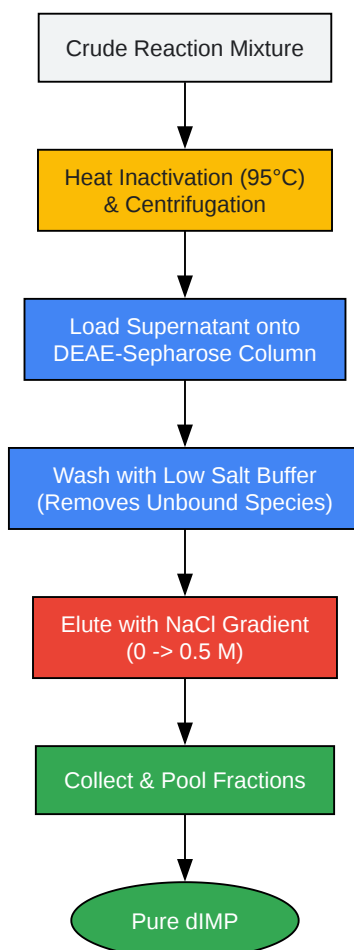 Crude Reaction Mixture
Heat Inactivation (95°C)
& Centrifugation
Load Supernatant onto
DEAE-Sepharose Column
Wash with Low Salt Buffer
(Removes Unbound Species)
Elute with NaCl Gradient
(0 -> 0.5 M)
Collect & Pool Fractions
Pure dIMP